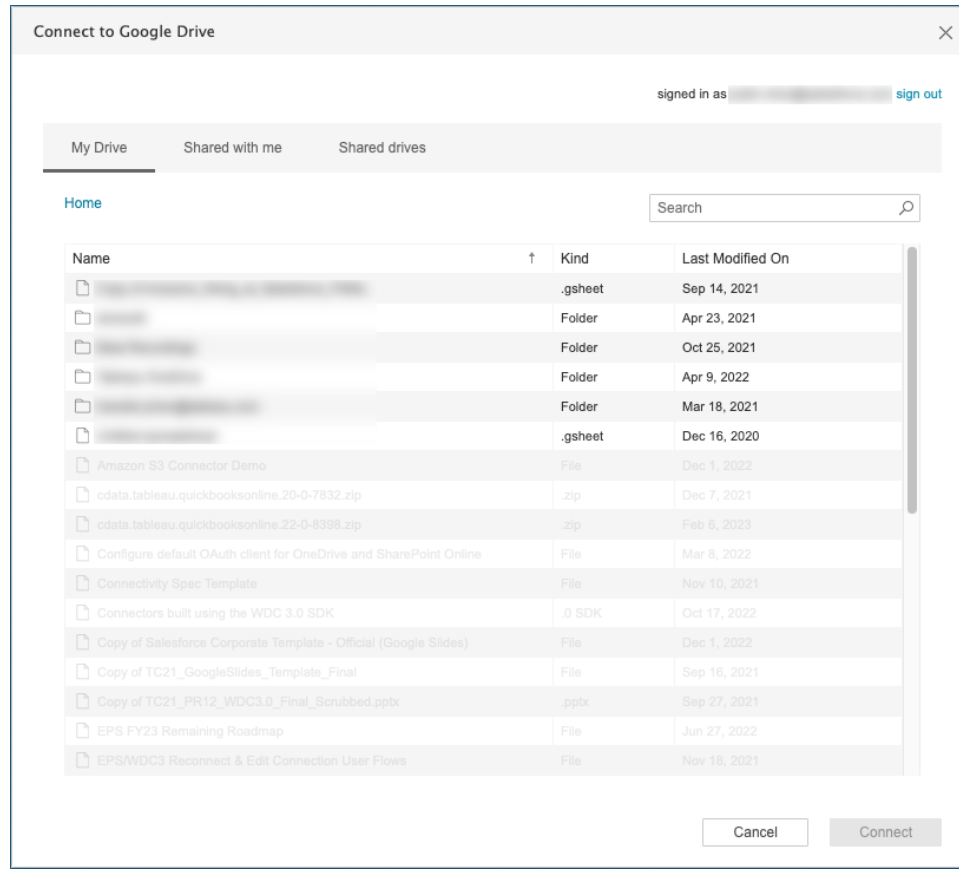 Connect to Google Drive
signed in as sign out
My Drive Shared with me Shared drives
Home Search
Name ↑ Kind Last Modified On
.gsheet Sep 14, 2021
Folder Apr 23, 2021
Folder Oct 25, 2021
Folder Apr 9, 2022
Folder Mar 18, 2021
.gsheet Dec 16, 2020
Amazon S3 Connector Demo File Dec 1, 2022
cdata.tableau.quickbooksonline.20-0-7832.zip .zip Dec 7, 2021
cdata.tableau.quickbooksonline.22-0-8398.zip .zip Feb 6, 2023
Configure default OAuth client for OneDrive and SharePoint Online File Mar 8, 2022
Connectivity Spec Template File Nov 10, 2021
Connectors built using the WDC 3.0 SDK .0 SDK Oct 17, 2022
Copy of Salesforce Corporate Template - Official (Google Slides) File Dec 1, 2022
Copy of TC21_GoogleSlides_Template_Final File Sep 16, 2021
Copy of TC21_PR12_WDC3.0_Final_Scrubbed.pptx .pptx Sep 27, 2021
EPS FY23 Remaining Roadmap File Jun 27, 2022
EPS/WDC3 Reconnect & Edit Connection User Flows File Nov 18, 2021
Cancel Connect